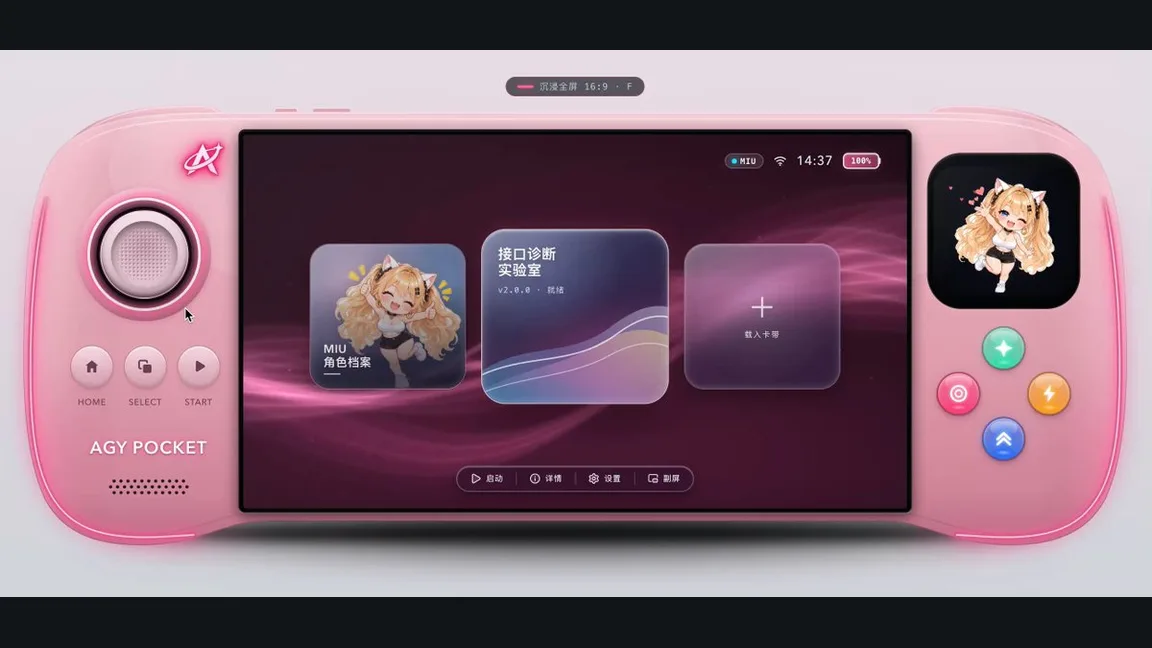 沉浸全屏 16:9 · F
MIU
14:37
100%
接口诊断
实验室
v2.0.0 · 就绪
MIU
角色档案
载入卡带
HOME
SELECT
START
AGY POCKET
启动
详情
设置
副屏